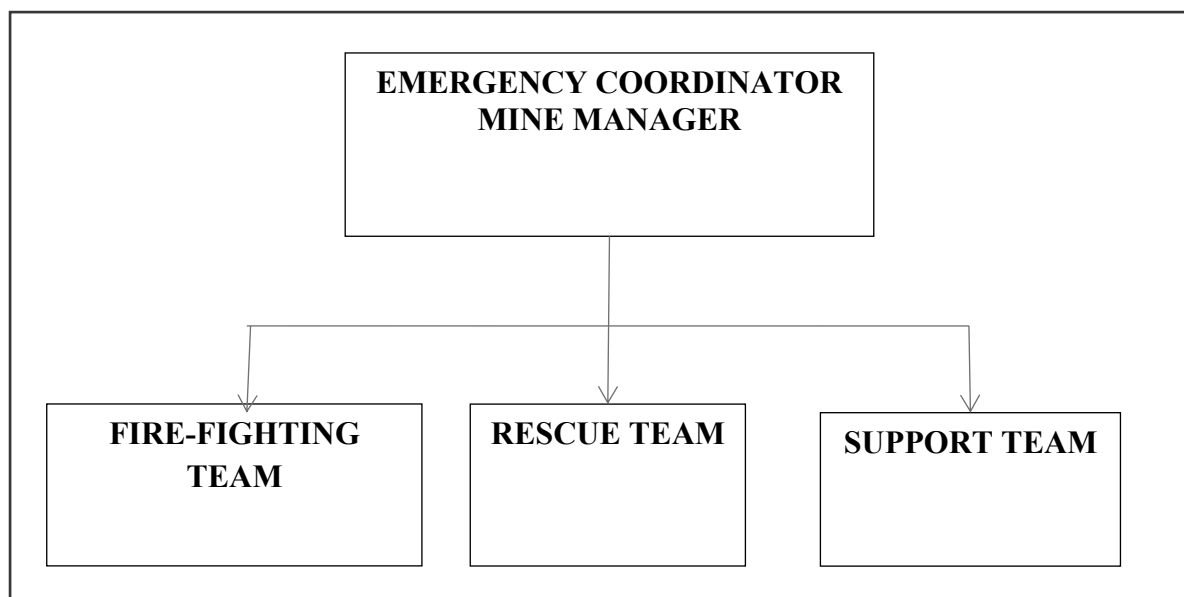 EMERGENCY COORDINATOR
MINE MANAGER
FIRE-FIGHTING
TEAM
RESCUE TEAM
SUPPORT TEAM